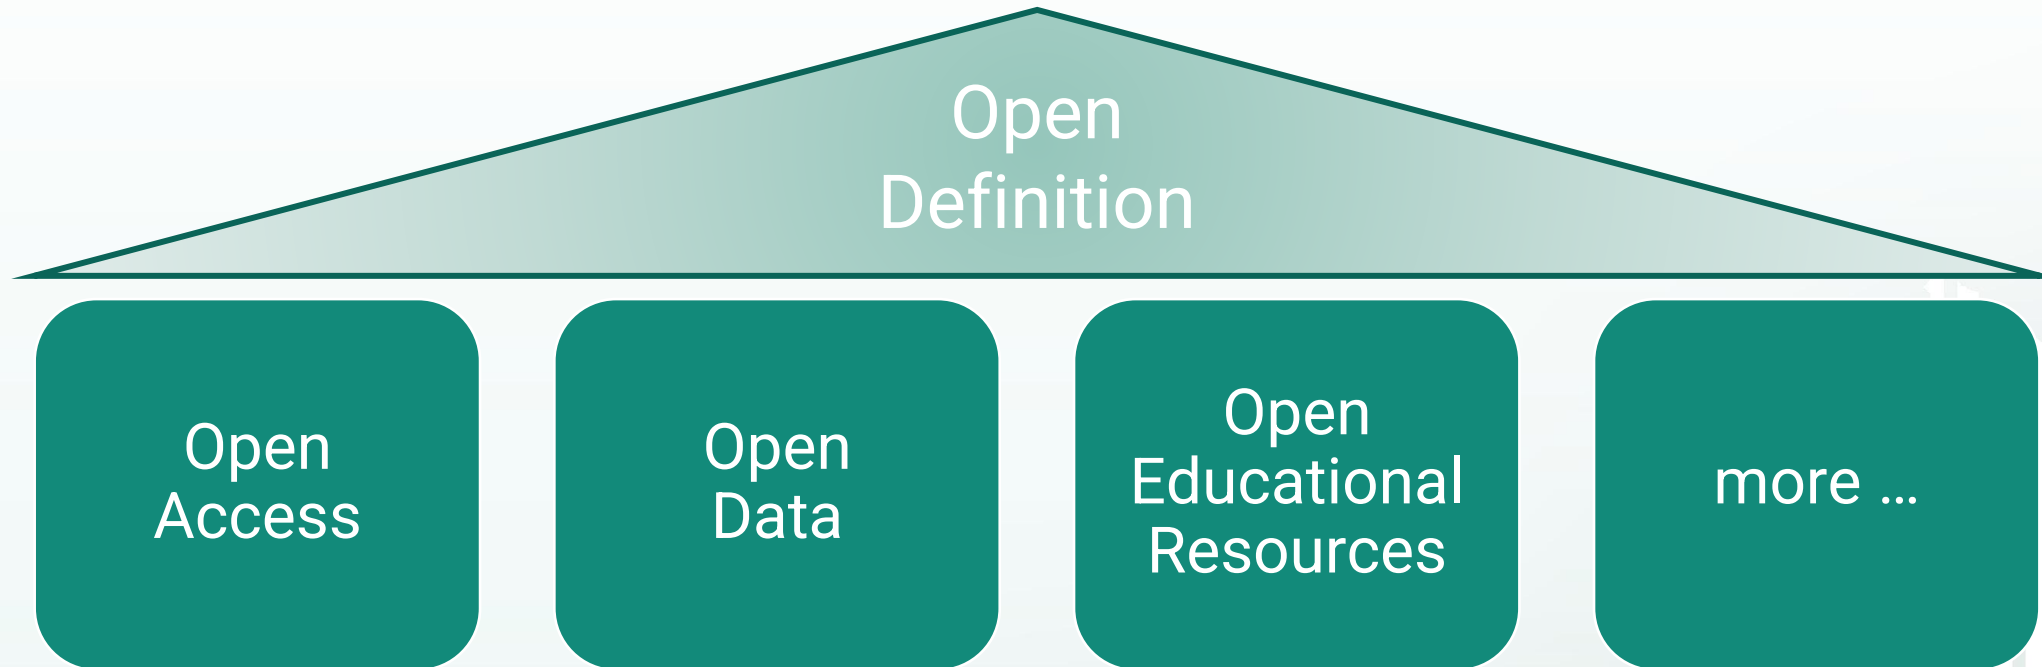 Open
Definition
Open
Access
Open
Data
Open
Educational
Resources
more ...